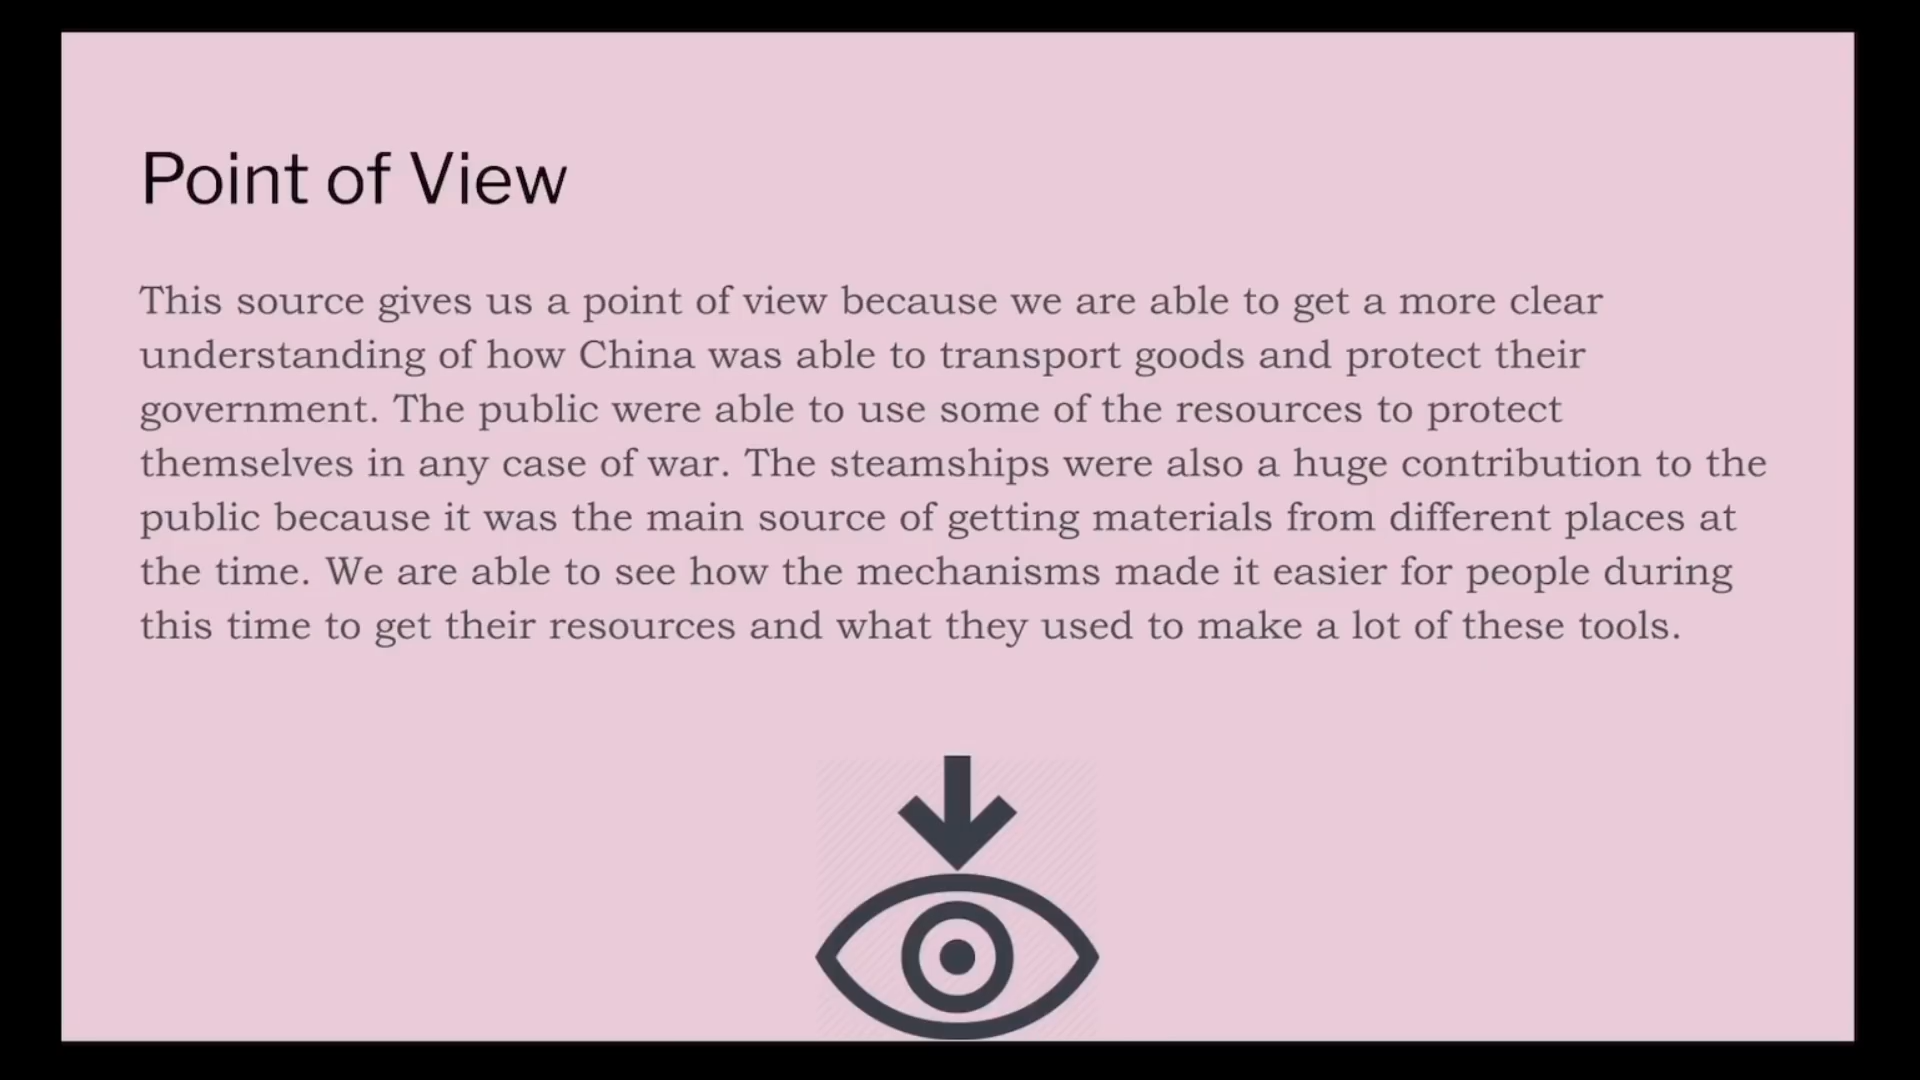 Point of View
This source gives us a point of view because we are able to get a more clear
understanding of how China was able to transport goods and protect their
government. The public were able to use some of the resources to protect
themselves in any case of war. The steamships were also a huge contribution to the
public because it was the main source of getting materials from different places at
the time. We are able to see how the mechanisms made it easier for people during
this time to get their resources and what they used to make a lot of these tools.